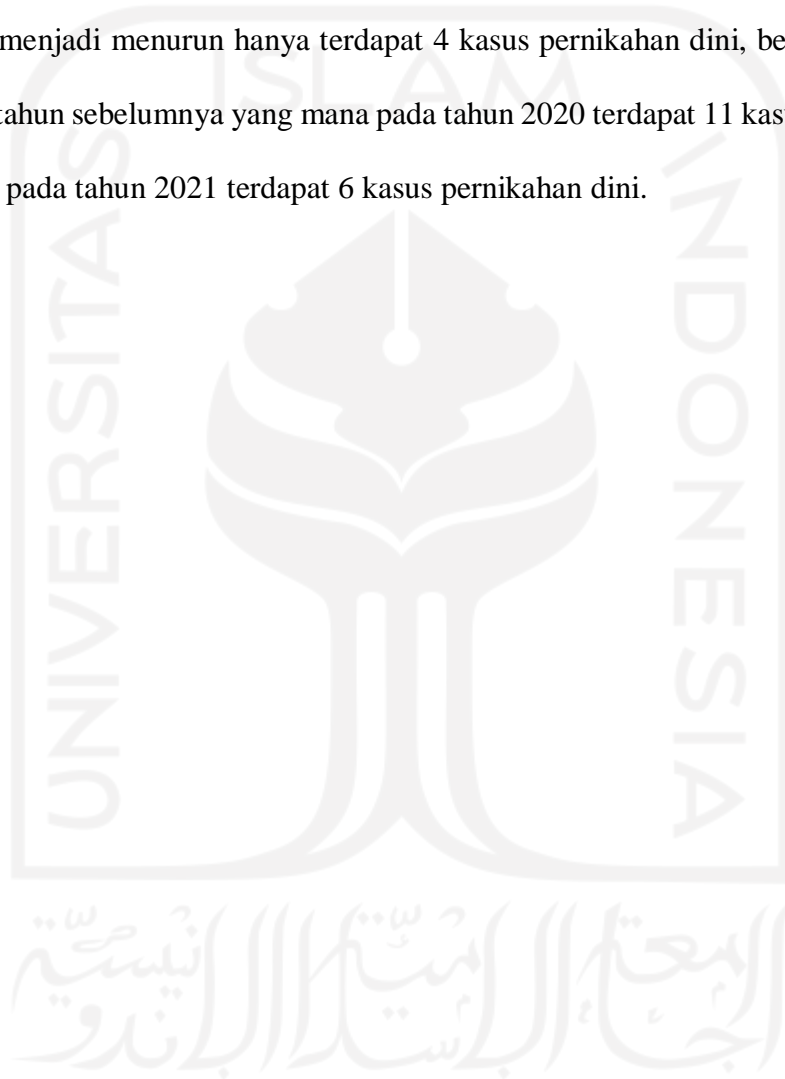 menjadi menurun hanya terdapat 4 kasus pernikahan dini, be
tahun sebelumnya yang mana pada tahun 2020 terdapat 11 kas
pada tahun 2021 terdapat 6 kasus pernikahan dini.
ISLAM
UNIVERSITAS
INDONESIA